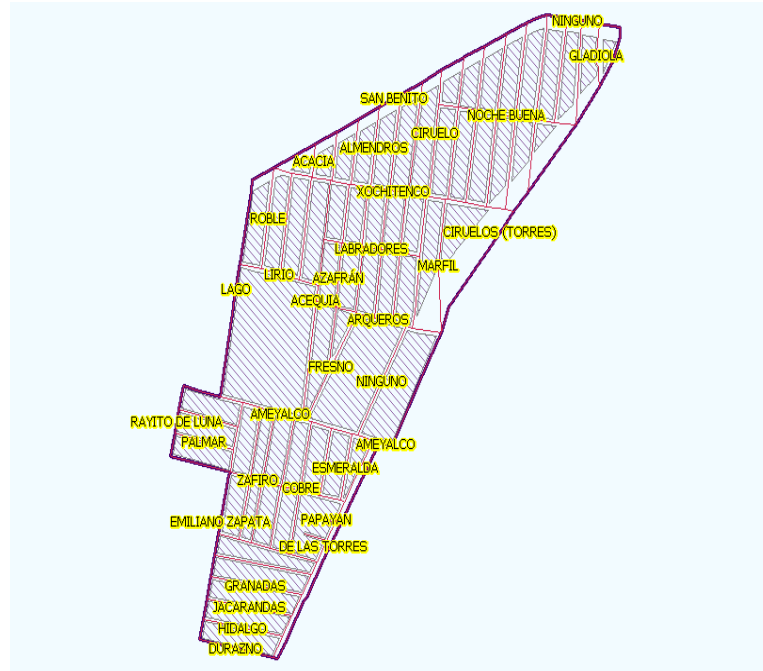 NINGUNO
GLADIOLA
SAN BENITO
NOCHE BUENA
CIRUELO
ALMENDROS
ACACIA
XOCHITENCO
ROBLE
CIRUELOS (TORRES)
LABRADORES
MARFIL
LIRIO
AZAFRÁN
LAGO
ACEQUIA
ARQUEROS
FRESNO
NINGUNO
AMEYALCO
RAYITO DE LUNA
PALMAR
AMEYALCO
ESMERALDA
ZAFIRO
COBRE
EMILIANO ZAPATA
PAPAYAN
DE LAS TORRES
GRANADAS
JACARANDAS
HIDALGO
DURAZNO